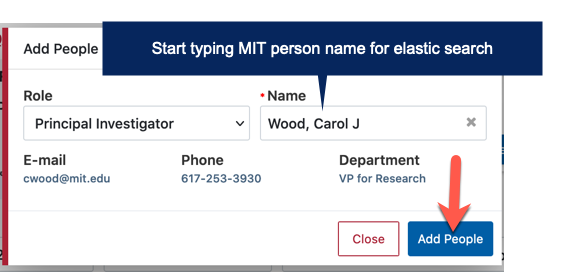 Add People
Start typing MIT person name for elastic search
Role
* Name
Principal Investigator
Wood, Carol J
E-mail
Phone
Department
cwood@mit.edu
617-253-3930
VP for Research
Close
Add People